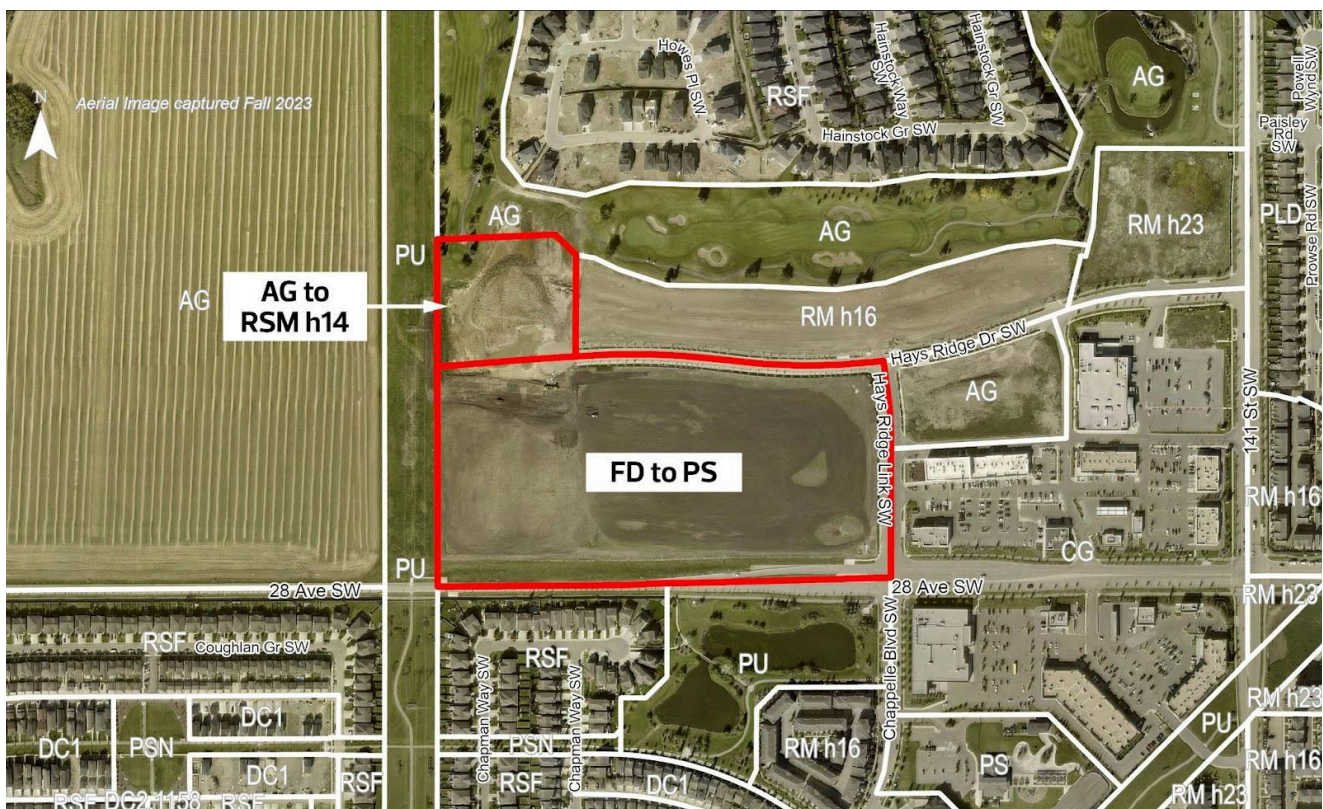 N
Aerial Image captured Fall 2023
Howes Pl SW
Hainstock Way
SW
Hainstock Gr SW
RSF
Hainstock Gr SW
AG
Powell
Wynd SW
Paisley
Rd SW
PLD
Prowse Rd SW
AG
PU
AG
RM h23
AG
AG to
RSM h14
RM h16
Hays Ridge Dr SW
AG
141 St SW
Hays Ridge Link SW
FD to PS
RM h16
CG
PU
28 Ave SW
28 Ave SW
RM h23
RSF
Coughlan Gr SW
Chapman Way SW
RSF
Chapman Way SW
PU
Chappelle Blvd SW
DC1
DC1
PSN
DC1
RSF
PSN
RSF
DC1
RM h16
PS
PU
RM h23
RM h16
RM h23
RSF
DC2 1158
RSF